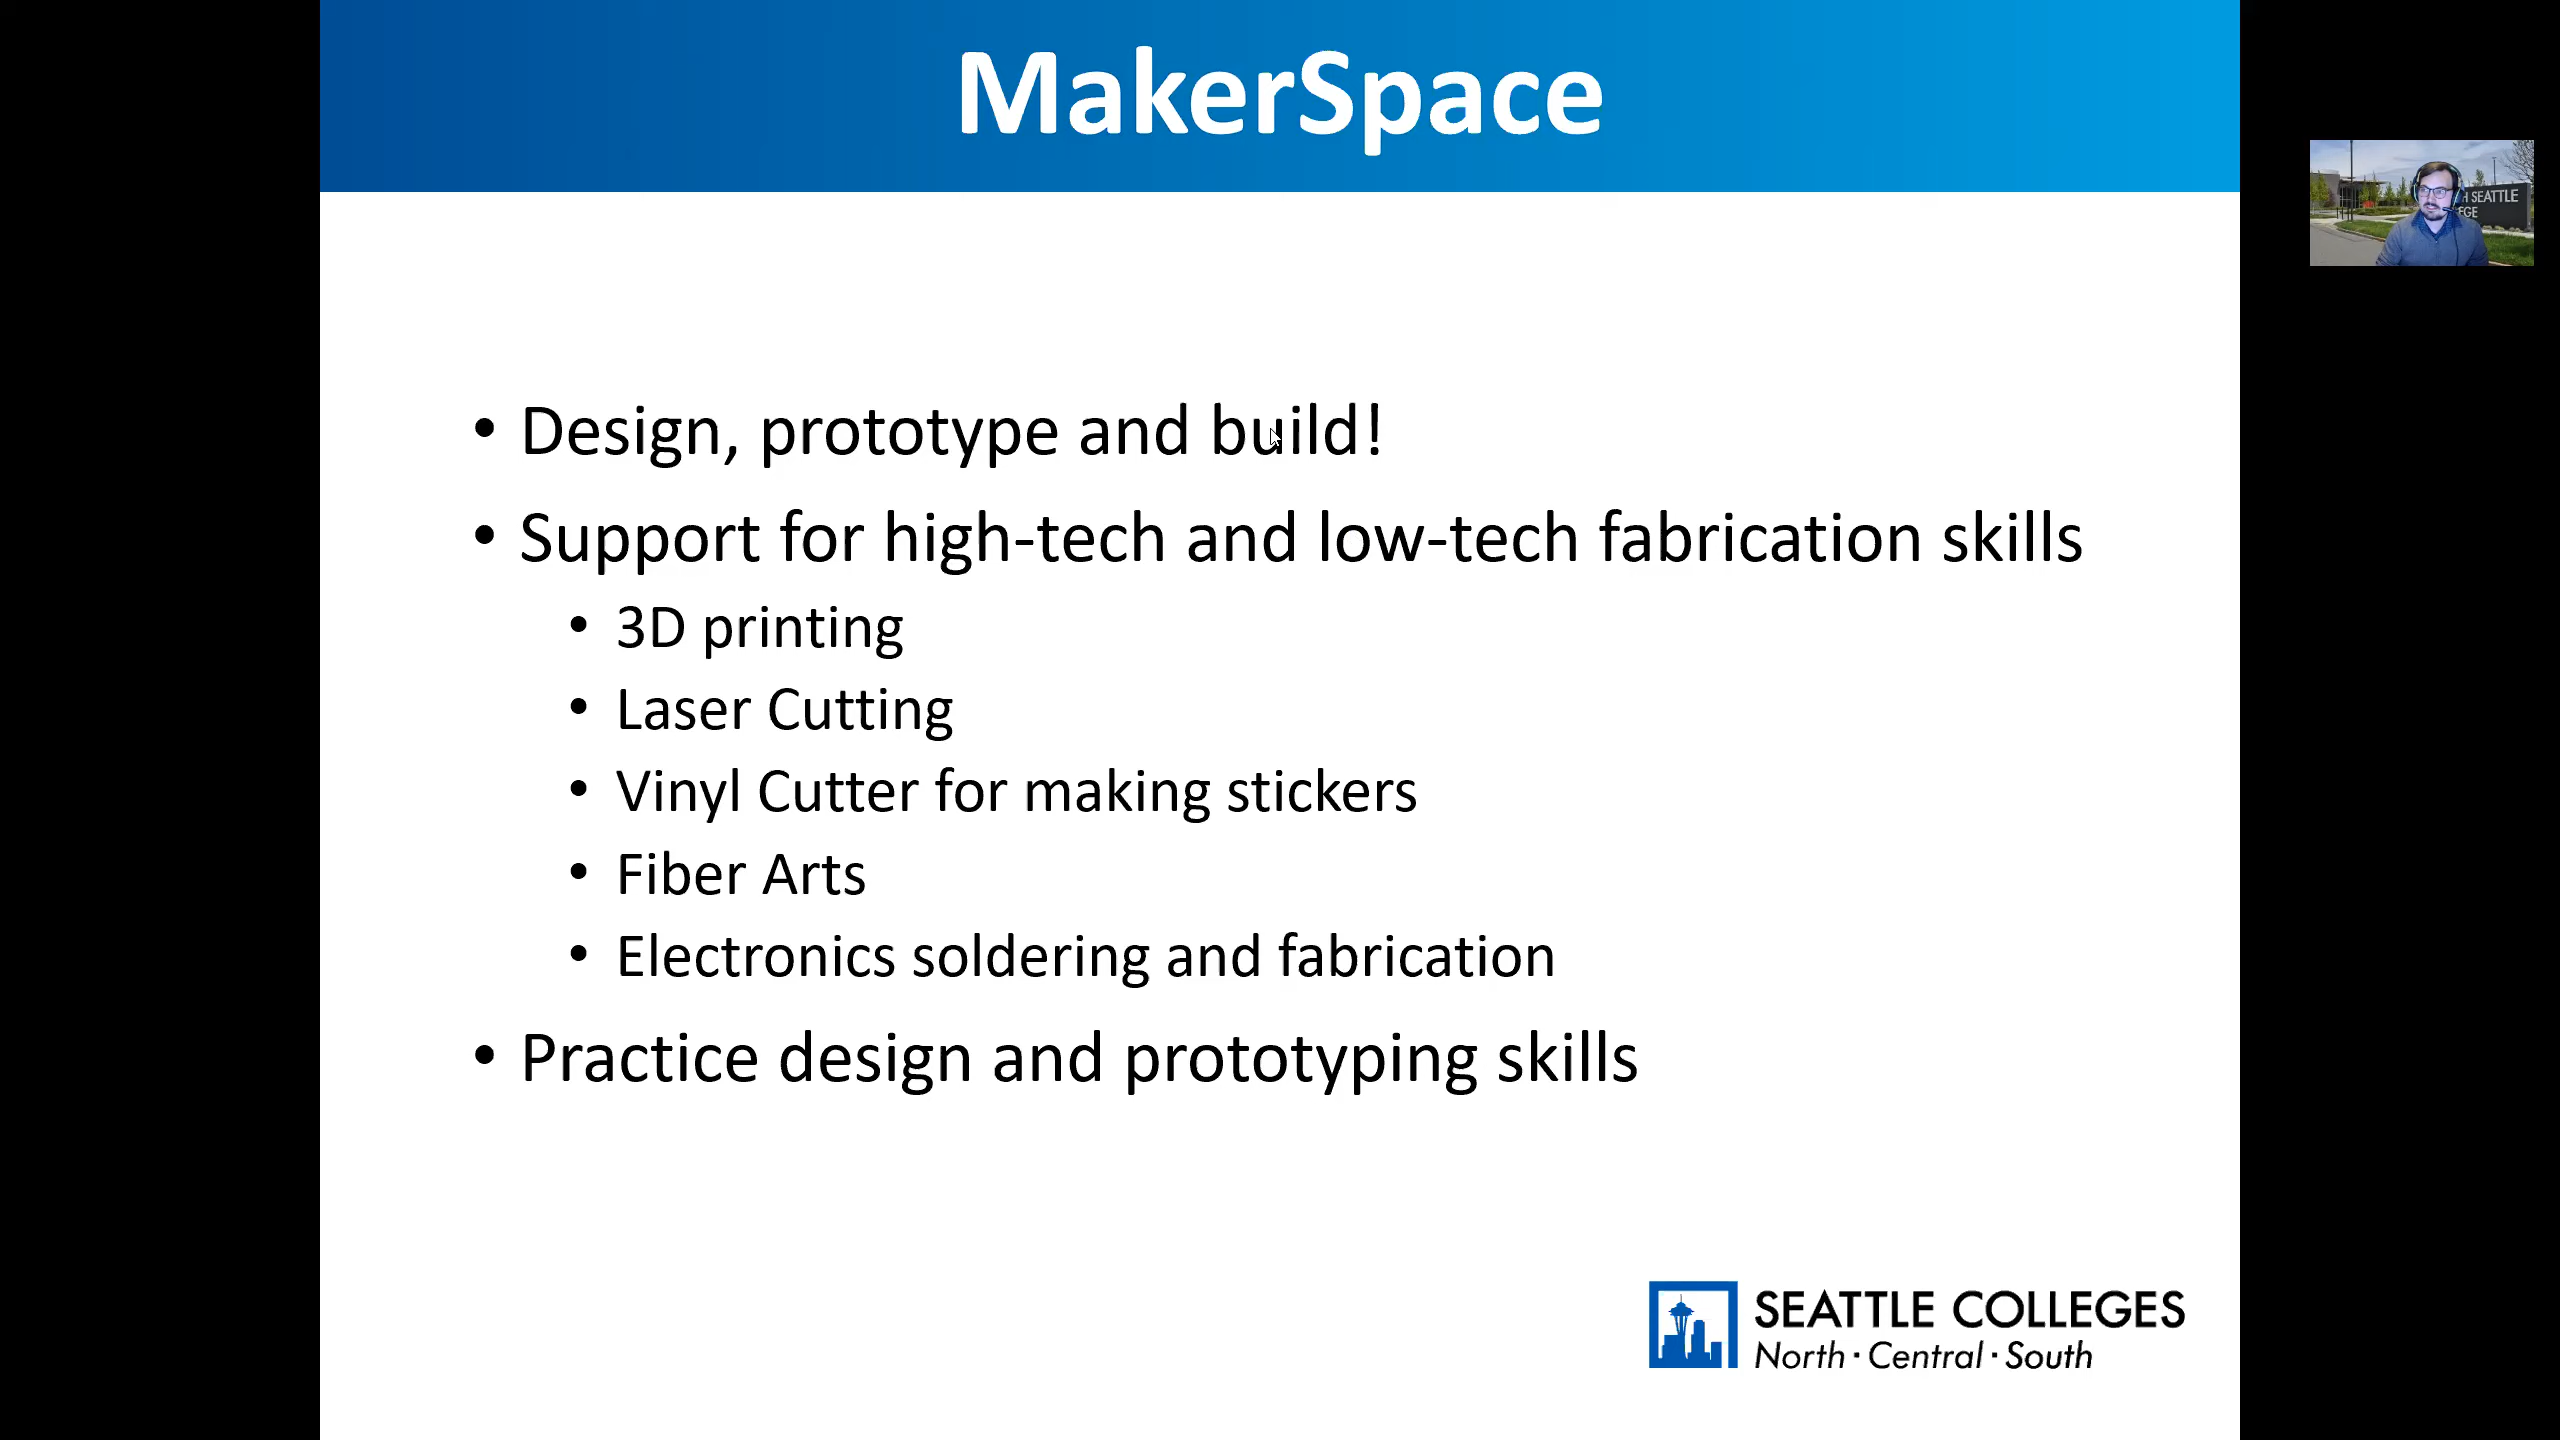 MakerSpace
• Design, prototype and build!
• Support for high-tech and low-tech fabrication skills
• 3D printing
• Laser Cutting
• Vinyl Cutter for making stickers
• Fiber Arts
• Electronics soldering and fabrication
• Practice design and prototyping skills
SEATTLE COLLEGES
North · Central · South
H SEATTLE
EGE